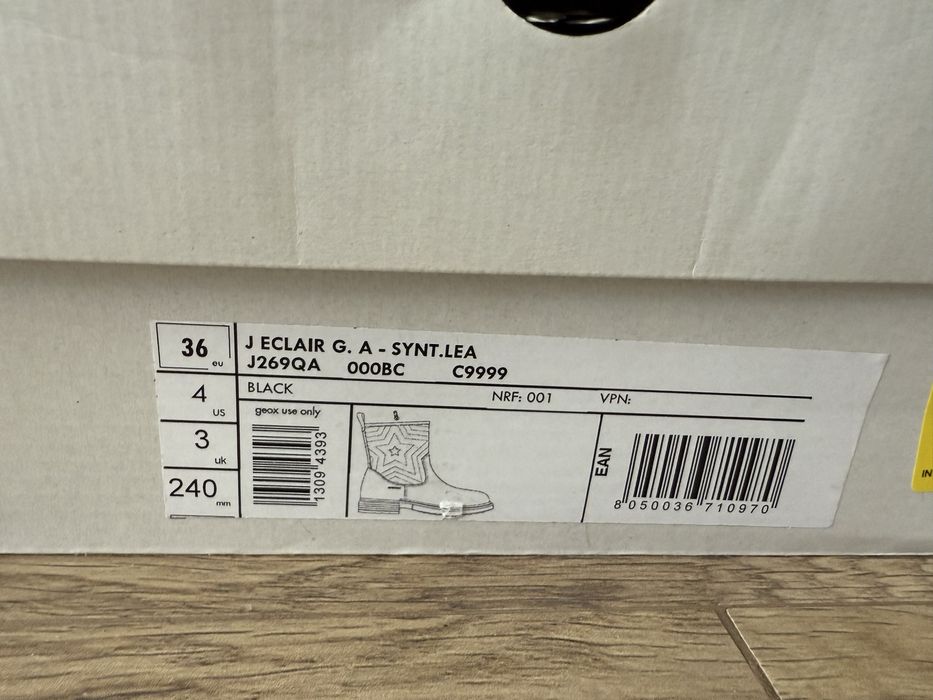 36 eu
J ECLAIR G. A - SYNT.LEA
J269QA 000BC C9999
4 US
BLACK
NRF: 001 VPN:
3 uk
geox use only
240 mm
1309 4393
EAN
8 050036 710970
IN